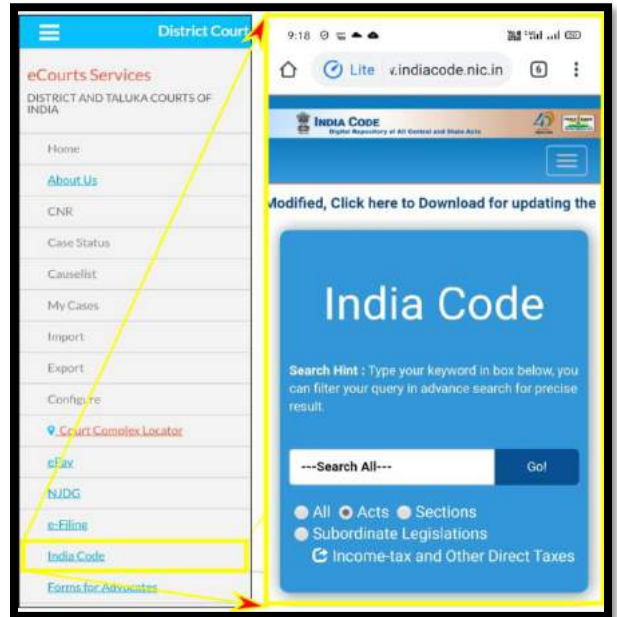 District Court
eCourts Services
DISTRICT AND TALUKA COURTS OF
INDIA
Home
About Us
CNR
Case Status
Causelist
My Cases
Import
Export
Configure
Court Complex Locator
ePay
NJDG
e-Filing
India Code
Forms for Advocates
9:18
Lite v.indiacode.nic.in 6
INDIA CODE
Digital Repository of All Central and State Acts
Modified, Click here to Download for updating the
India Code
Search Hint : Type your keyword in box below, you
can filter your query in advance search for precise
result.
---Search All--- Go!
All Acts Sections
Subordinate Legislations
Income-tax and Other Direct Taxes